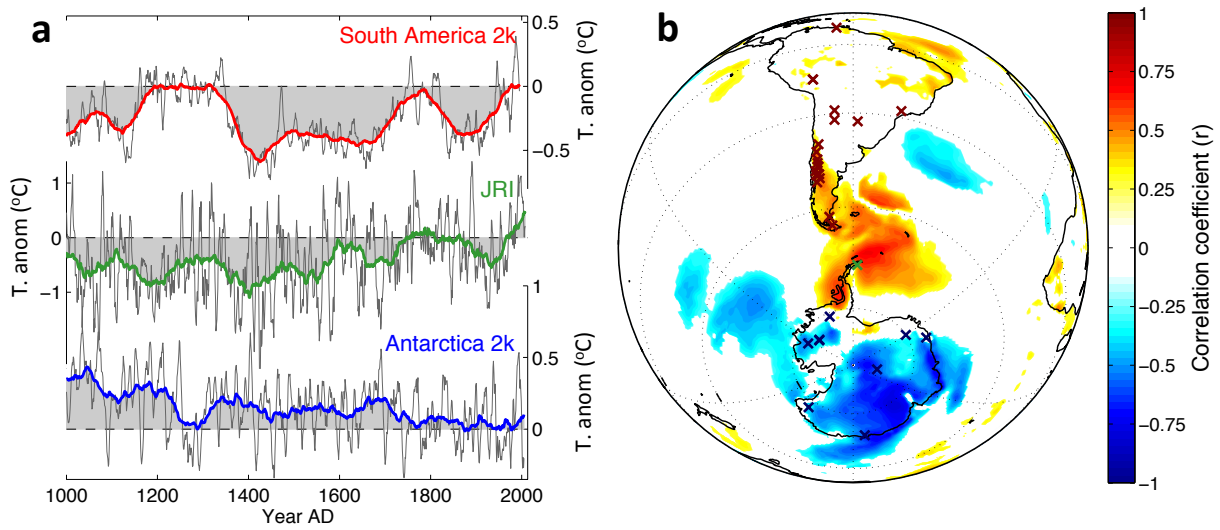 a
South America 2k
0.5
0
−0.5
T. anom (°C)
JRI
1
0
−1
T. anom (°C)
Antarctica 2k
1
0.5
0
T. anom (°C)
1000 1200 1400 1600 1800 2000
Year AD
b
1
0.75
0.5
0.25
0
−0.25
−0.5
−0.75
−1
Correlation coefficient (r)